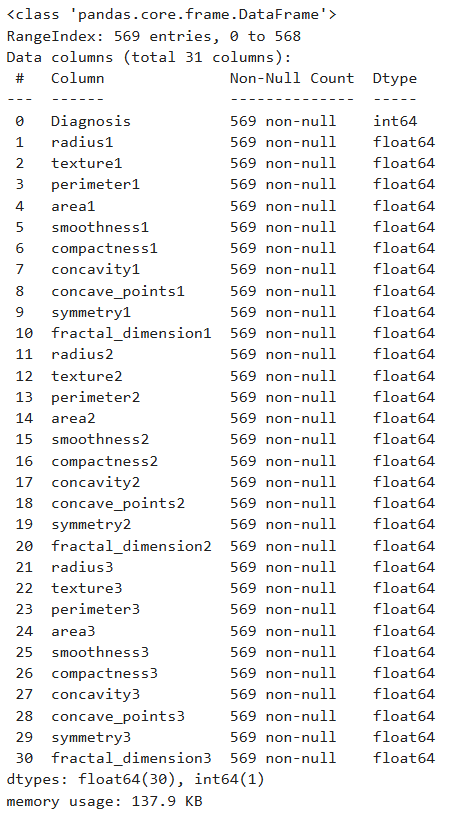 <class 'pandas.core.frame.DataFrame'>
RangeIndex: 569 entries, 0 to 568
Data columns (total 31 columns):
 #   Column              Non-Null Count  Dtype
---  ------              --------------  -----
 0   Diagnosis           569 non-null    int64
 1   radius1             569 non-null    float64
 2   texture1            569 non-null    float64
 3   perimeter1          569 non-null    float64
 4   area1               569 non-null    float64
 5   smoothness1         569 non-null    float64
 6   compactness1        569 non-null    float64
 7   concavity1          569 non-null    float64
 8   concave_points1     569 non-null    float64
 9   symmetry1           569 non-null    float64
 10  fractal_dimension1  569 non-null    float64
 11  radius2             569 non-null    float64
 12  texture2            569 non-null    float64
 13  perimeter2          569 non-null    float64
 14  area2               569 non-null    float64
 15  smoothness2         569 non-null    float64
 16  compactness2        569 non-null    float64
 17  concavity2          569 non-null    float64
 18  concave_points2     569 non-null    float64
 19  symmetry2           569 non-null    float64
 20  fractal_dimension2  569 non-null    float64
 21  radius3             569 non-null    float64
 22  texture3            569 non-null    float64
 23  perimeter3          569 non-null    float64
 24  area3               569 non-null    float64
 25  smoothness3         569 non-null    float64
 26  compactness3        569 non-null    float64
 27  concavity3          569 non-null    float64
 28  concave_points3     569 non-null    float64
 29  symmetry3           569 non-null    float64
 30  fractal_dimension3  569 non-null    float64
dtypes: float64(30), int64(1)
memory usage: 137.9 KB